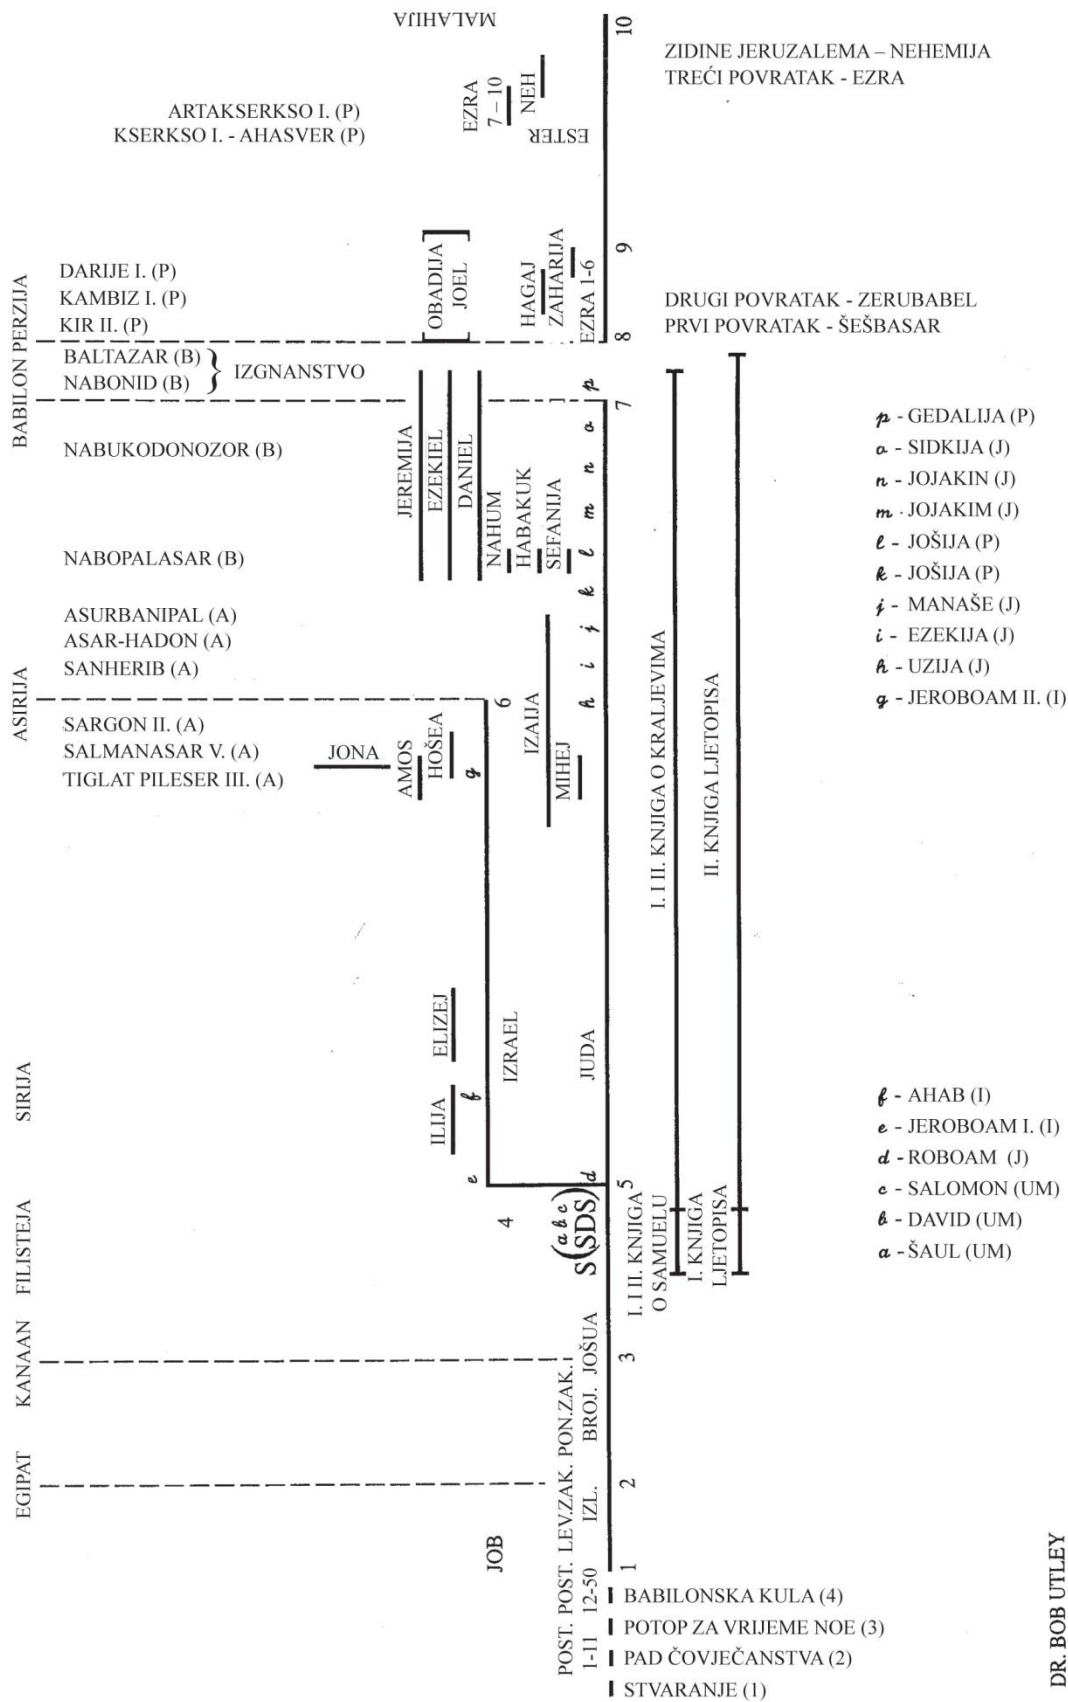 MALAHIJA
10
ZIDINE JERUZALEMA – NEHEMIJA
TREĆI POVRATAK - EZRA
EZRA
7 – 10
NEH
ESTER
ARTAKSERKSO I. (P)
KSERKSO I. - AHASVER (P)
9
OBADIJA
JOEL
HAGAJ
ZAHARIJA
EZRA 1-6
BABILON PERZIJA
DARIJE I. (P)
KAMBIZ I. (P)
KIR II. (P)
DRUGI POVRATAK - ZERUBABEL
PRVI POVRATAK - ŠEŠBASAR
8
BALTAZAR (B)
NABONID (B)
IZGNANSTVO
7
p
o
n
m
l
k
j
i
h
NABUKODONOZOR (B)
JEREMIJA
EZEKIEL
DANIEL
NAHUM
HABAKUK
SEFANIJA
NABOPALASAR (B)
p - GEDALIJA (P)
o - SIDKIJA (J)
n - JOJAKIN (J)
m - JOJAKIM (J)
l - JOŠIJA (P)
k - JOŠIJA (P)
j - MANAŠE (J)
i - EZEKIJA (J)
h - UZIJA (J)
g - JEROBOAM II. (I)
ASURBANIPAL (A)
ASAR-HADON (A)
SANHERIB (A)
ASIRIJA
6
SARGON II. (A)
SALMANASAR V. (A)
TIGLAT PILESER III. (A)
JONA
AMOS
HOŠEA
g
IZAIJA
MIHEJ
I. I II. KNJIGA O KRALJEVIMA
II. KNJIGA LJETOPISA
SIRIJA
ELIZEJ
ILIJA
f
e
IZRAEL
JUDA
d
5
f - AHAB (I)
e - JEROBOAM I. (I)
d - ROBOAM (J)
c - SALOMON (UM)
b - DAVID (UM)
a - ŠAUL (UM)
FILISTEJA
4
a b c
S(SDS)
I. I II. KNJIGA
O SAMUELU
I. KNJIGA
LJETOPISA
KANAAN
JOŠUA
3
PON.ZAK.
BROJ.
EGIPAT
2
LEV.ZAK.
IZL.
JOB
1
POST.
12-50
POST.
1-11
BABILONSKA KULA (4)
POTOP ZA VRIJEME NOE (3)
PAD ČOVJEČANSTVA (2)
STVARANJE (1)
DR. BOB UTLEY